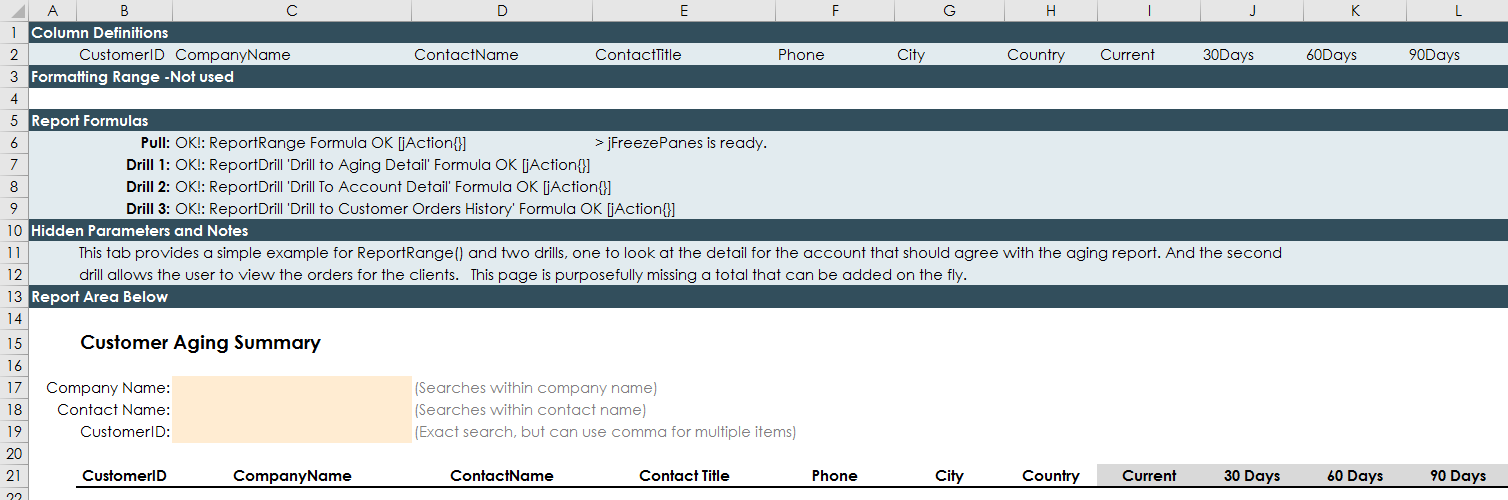 A B C D E F G H I J K L
1 Column Definitions
2 CustomerID CompanyName ContactName ContactTitle Phone City Country Current 30Days 60Days 90Days
3 Formatting Range -Not used
4
5 Report Formulas
6 Pull: OK!: ReportRange Formula OK [jAction{}] > jFreezePanes is ready.
7 Drill 1: OK!: ReportDrill 'Drill to Aging Detail' Formula OK [jAction{}]
8 Drill 2: OK!: ReportDrill 'Drill To Account Detail' Formula OK [jAction{}]
9 Drill 3: OK!: ReportDrill 'Drill to Customer Orders History' Formula OK [jAction{}]
10 Hidden Parameters and Notes
11 This tab provides a simple example for ReportRange() and two drills, one to look at the detail for the account that should agree with the aging report. And the second
12 drill allows the user to view the orders for the clients. This page is purposefully missing a total that can be added on the fly.
13 Report Area Below
14
15 Customer Aging Summary
16
17 Company Name: (Searches within company name)
18 Contact Name: (Searches within contact name)
19 CustomerID: (Exact search, but can use comma for multiple items)
20
21 CustomerID CompanyName ContactName Contact Title Phone City Country Current 30 Days 60 Days 90 Days
22